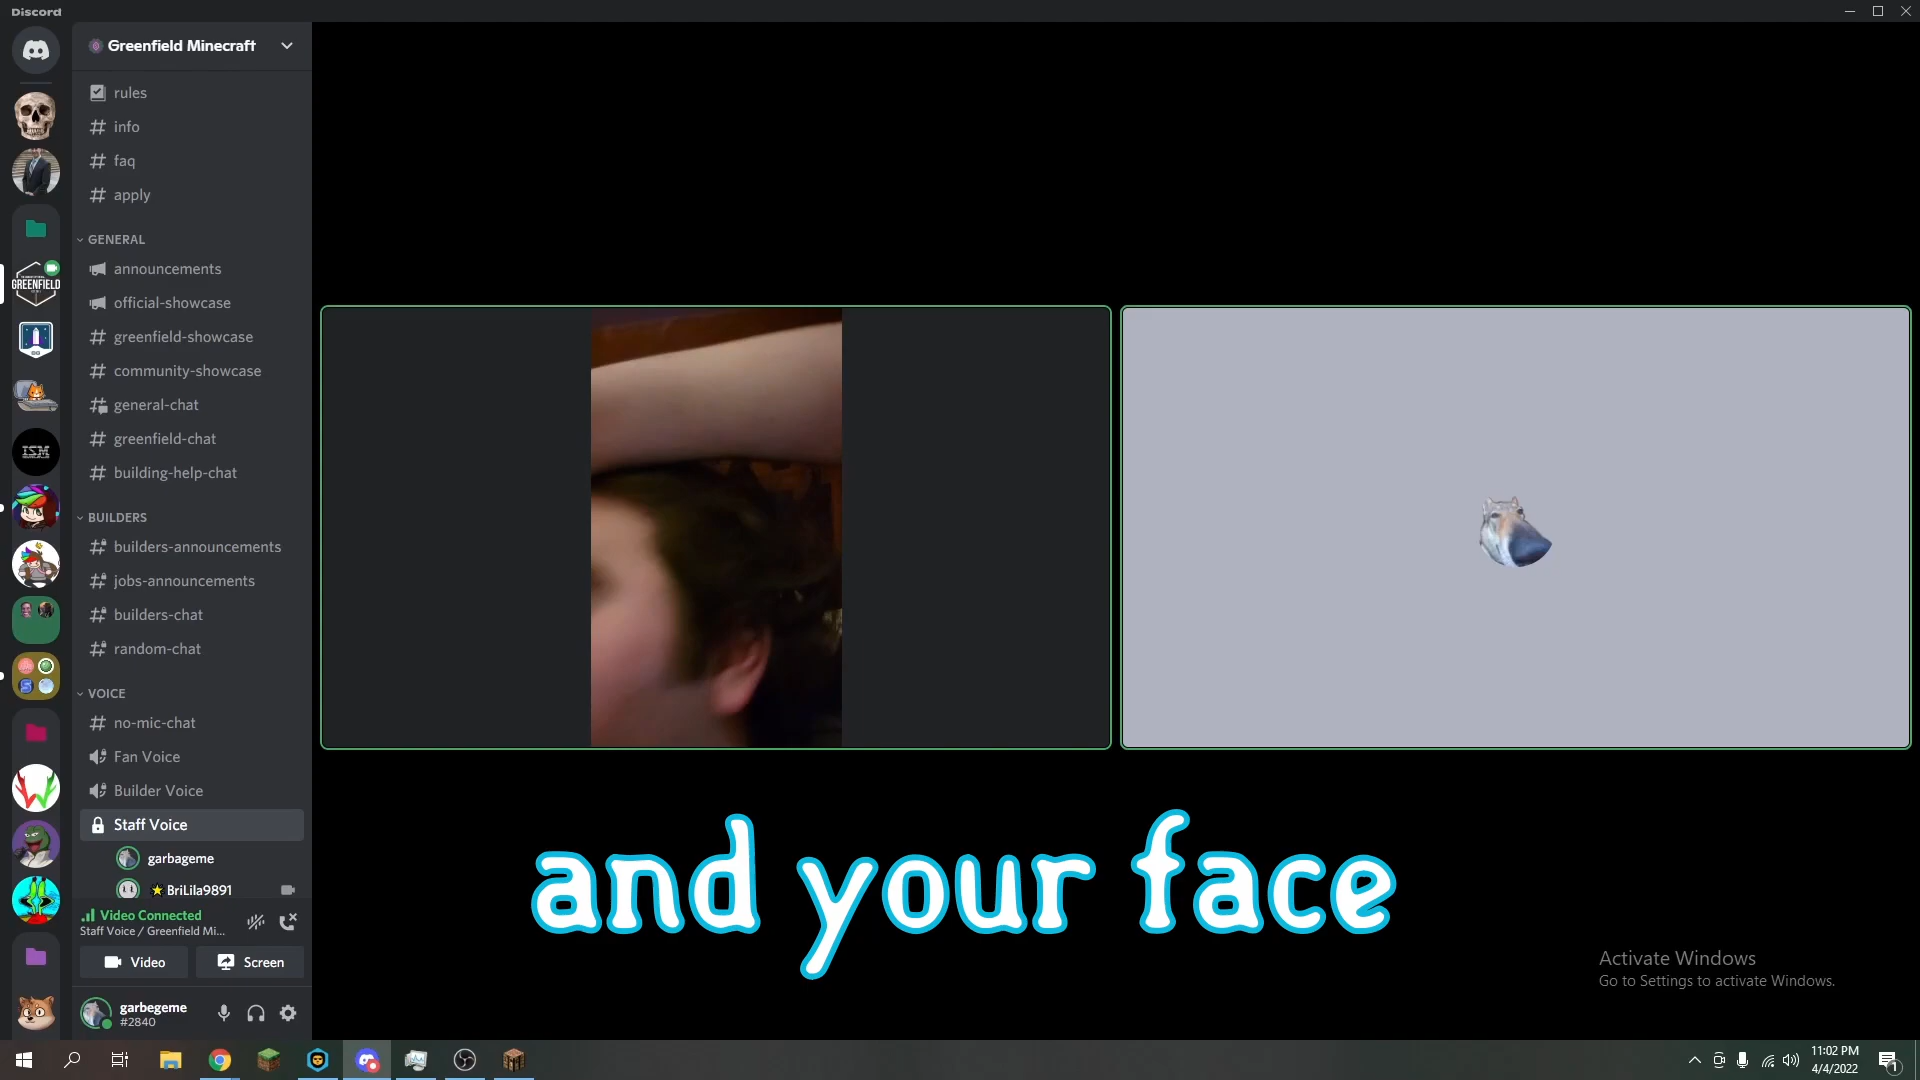 Discord
Greenfield Minecraft
rules
info
faq
apply
GENERAL
announcements
official-showcase
greenfield-showcase
community-showcase
general-chat
greenfield-chat
building-help-chat
BUILDERS
builders-announcements
jobs-announcements
builders-chat
random-chat
VOICE
no-mic-chat
Fan Voice
Builder Voice
Staff Voice
garbageme
BriLila9891
Video Connected
Staff Voice / Greenfield Mi...
Video
Screen
garbegeme
#2840
GREENFIELD
ISM
and your face
Activate Windows
Go to Settings to activate Windows.
11:02 PM
4/4/2022
1